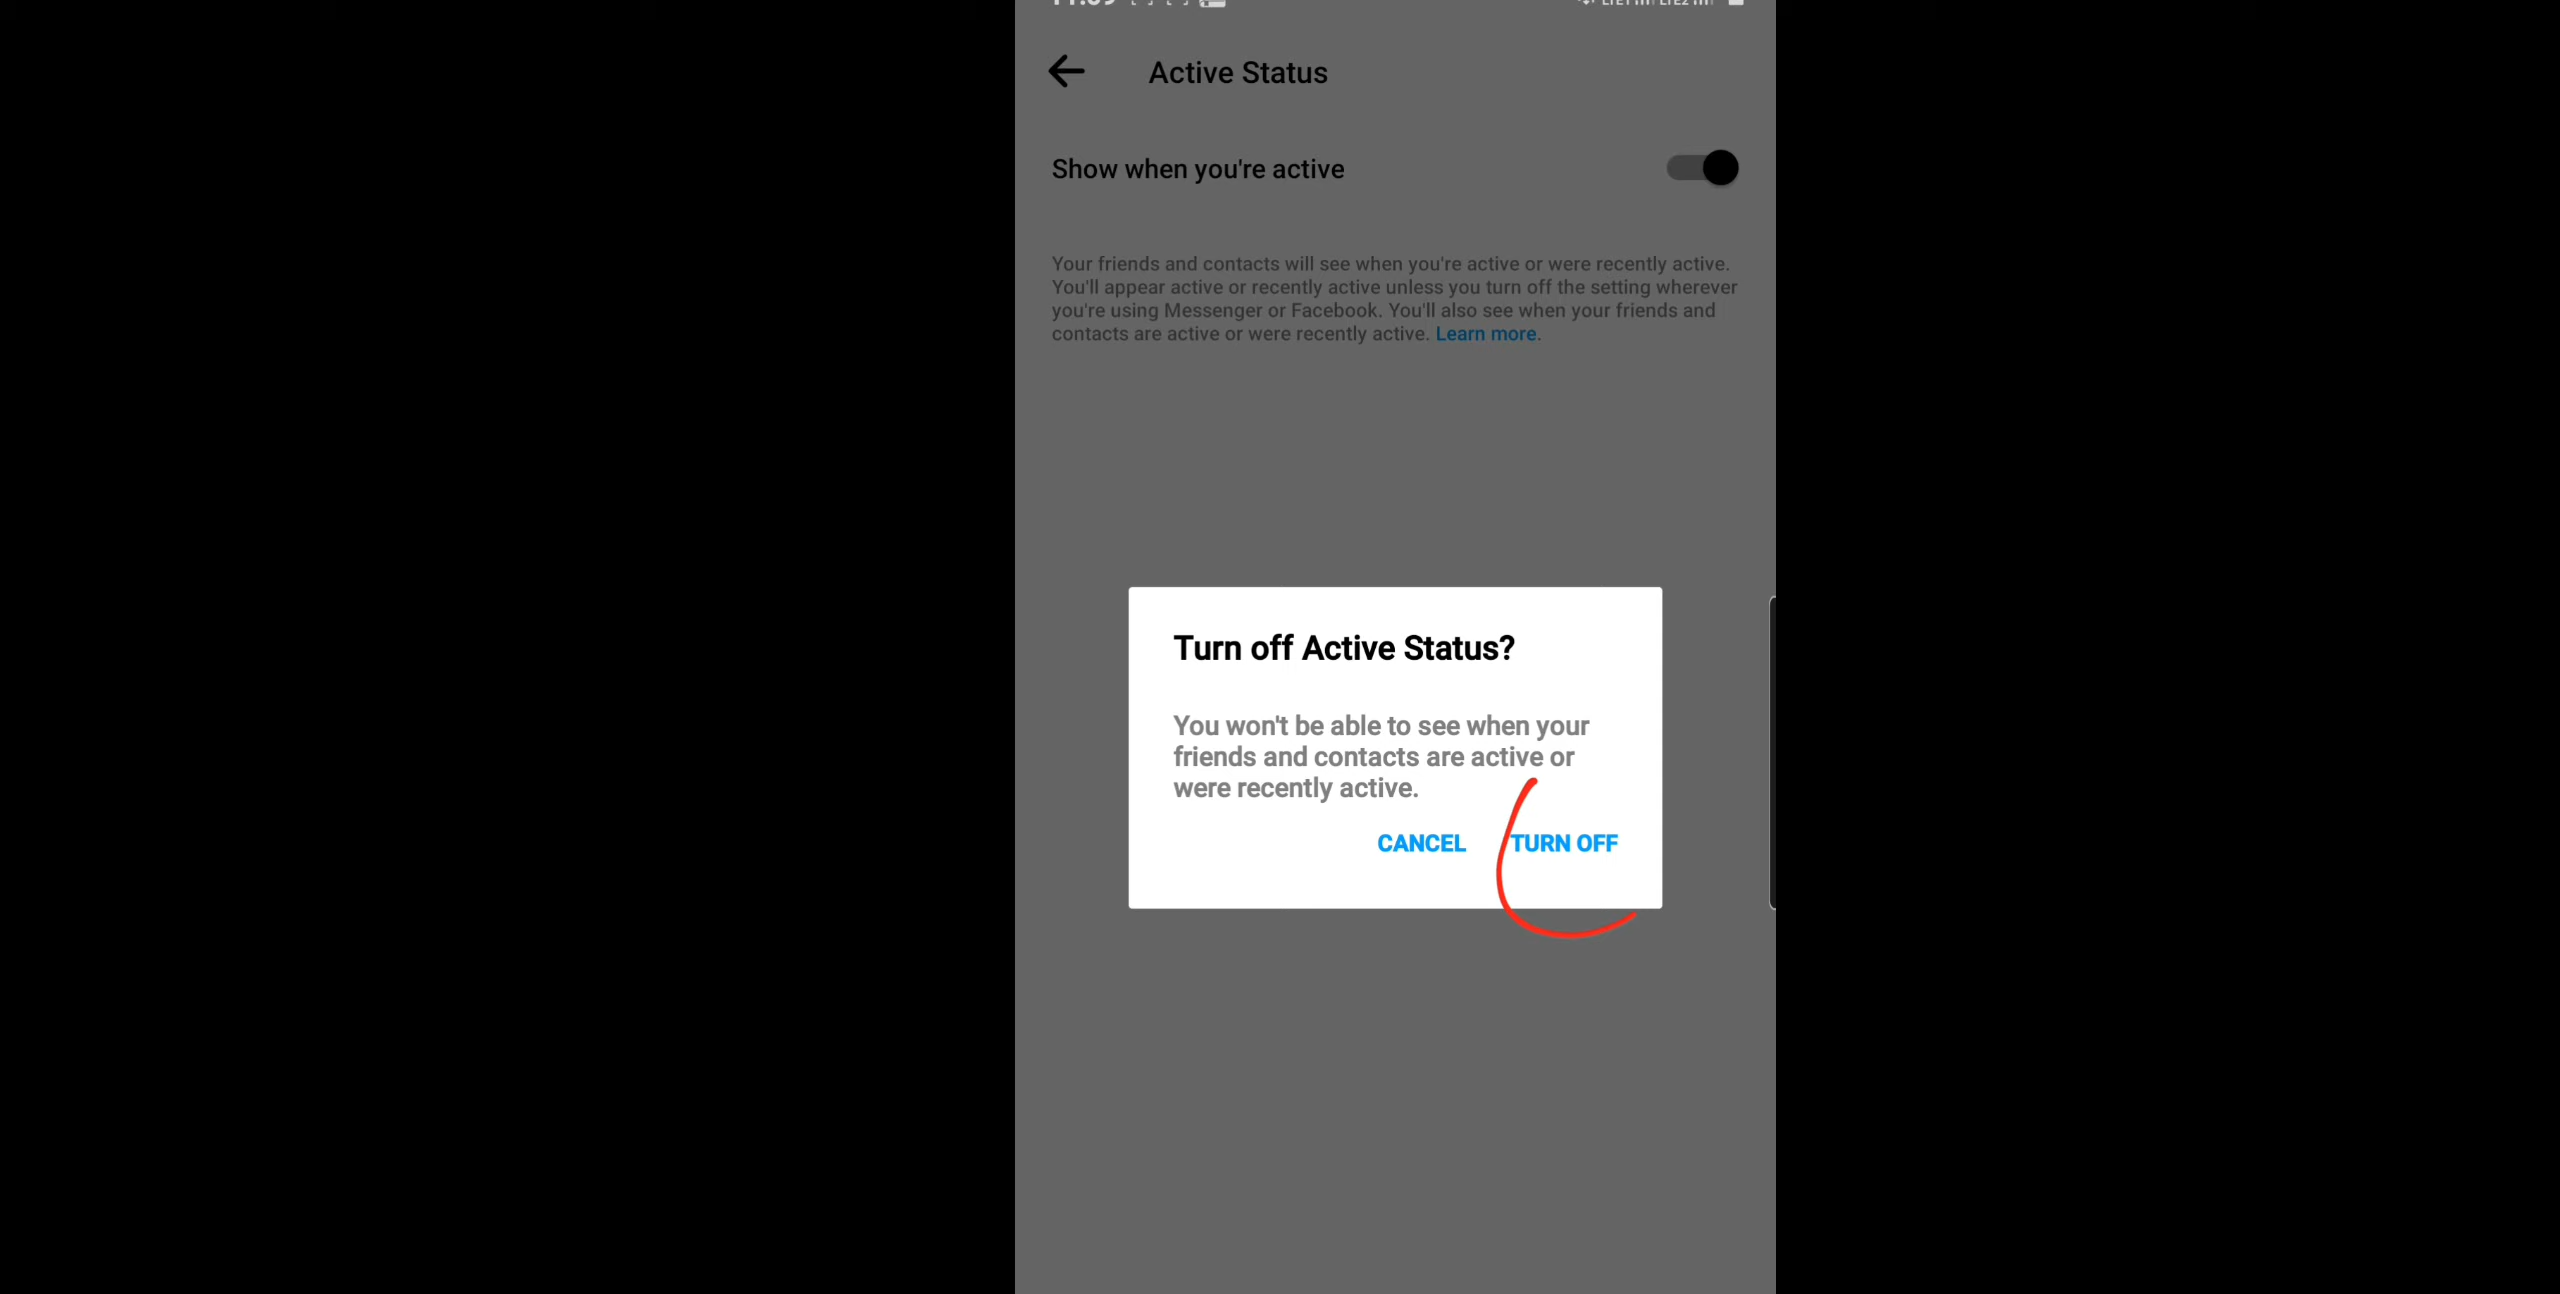 Active Status
Show when you're active
Your friends and contacts will see when you're active or were recently active.
You'll appear active or recently active unless you turn off the setting wherever
you're using Messenger or Facebook. You'll also see when your friends and
contacts are active or were recently active. Learn more.
Turn off Active Status?
You won't be able to see when your
friends and contacts are active or
were recently active.
CANCEL TURN OFF